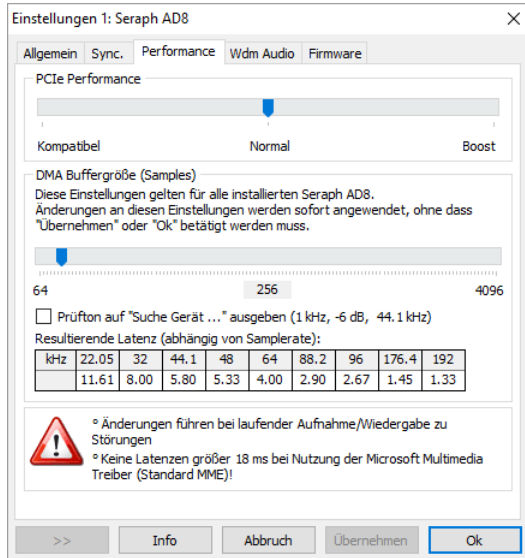 Einstellungen 1: Seraph AD8
Allgemein Sync. Performance Wdm Audio Firmware
PCIe Performance
Kompatibel Normal Boost
DMA Buffergröße (Samples)
Diese Einstellungen gelten für alle installierten Seraph AD8.
Änderungen an diesen Einstellungen werden sofort angewendet, ohne dass
"Übernehmen" oder "Ok" betätigt werden muss.
64 256 4096
Prüfton auf "Suche Gerät ..." ausgeben (1 kHz, -6 dB, 44.1 kHz)
Resultierende Latenz (abhängig von Samplerate):
kHz 22.05 32 44.1 48 64 88.2 96 176.4 192
11.61 8.00 5.80 5.33 4.00 2.90 2.67 1.45 1.33
° Änderungen führen bei laufender Aufnahme/Wiedergabe zu
Störungen
° Keine Latenzen größer 18 ms bei Nutzung der Microsoft Multimedia
Treiber (Standard MME)!
>> Info Abbruch Übernehmen Ok